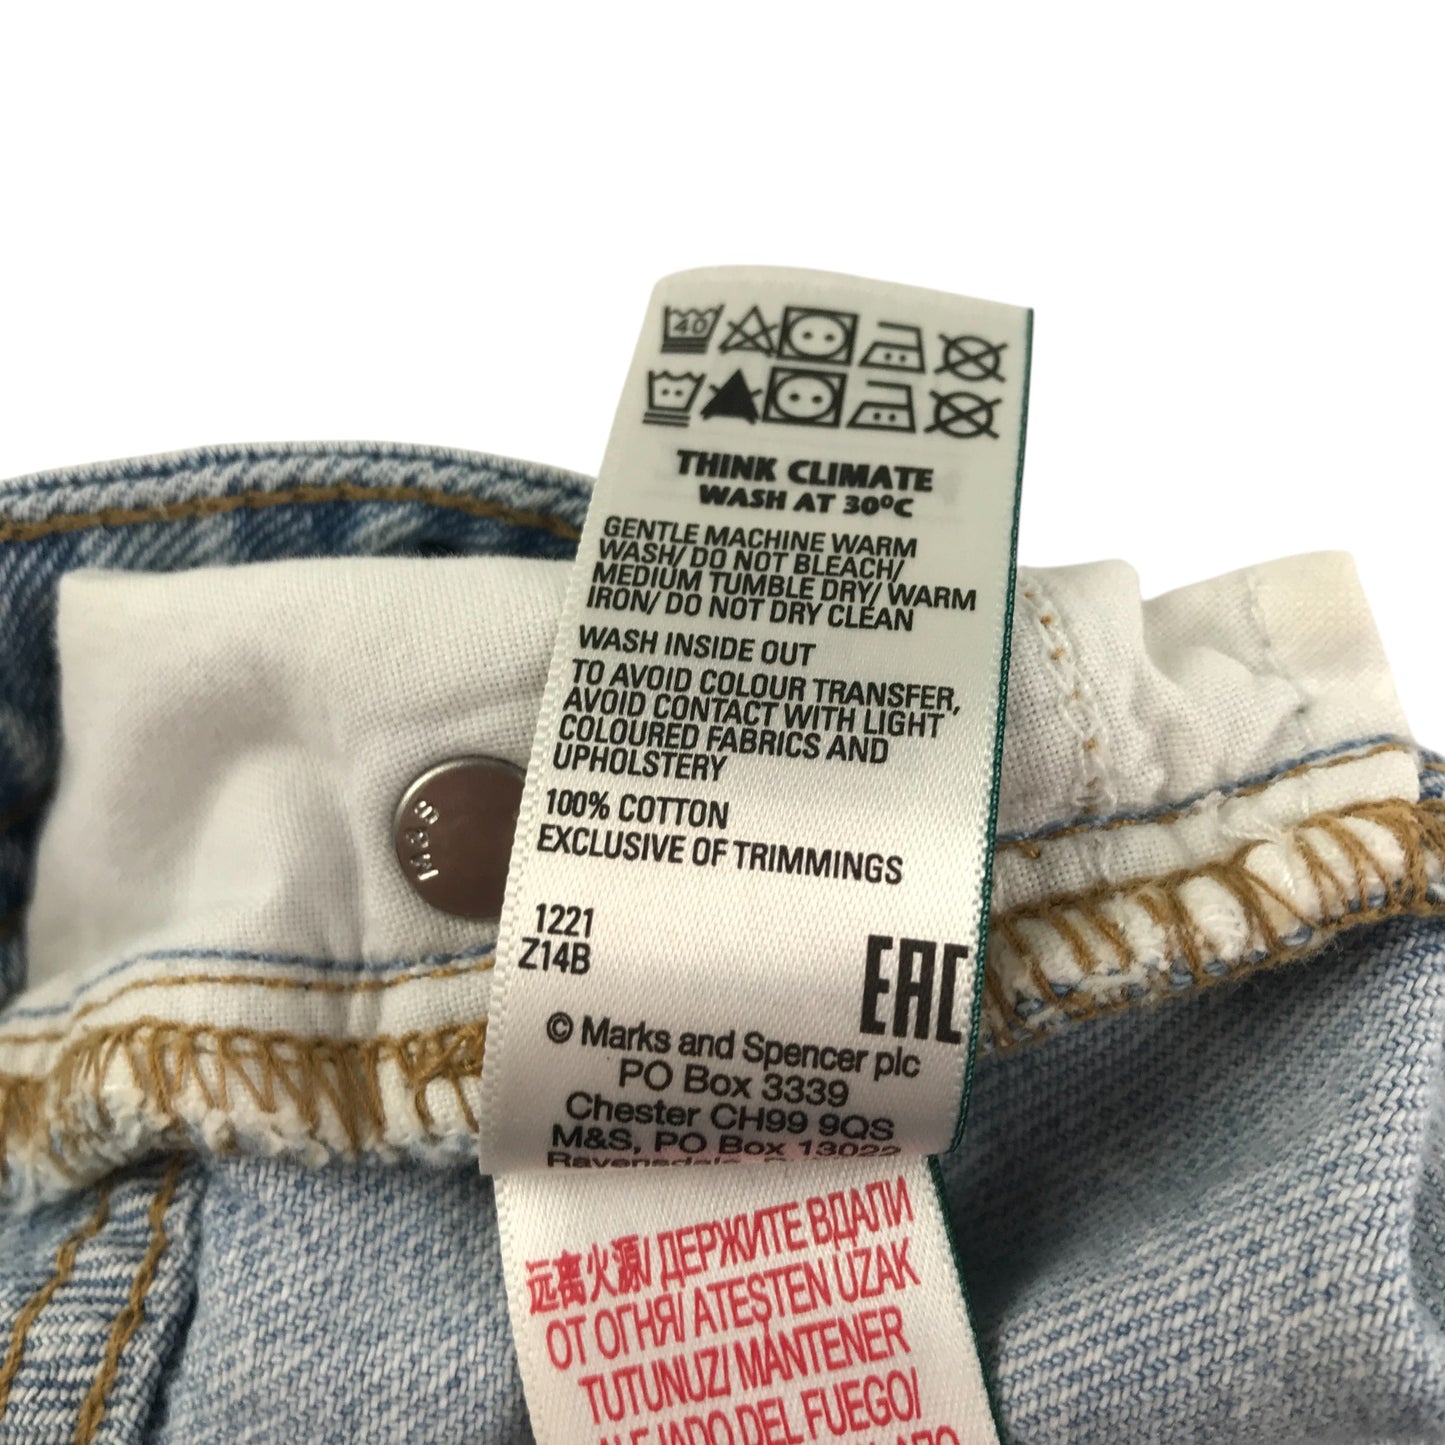 40
THINK CLIMATE
WASH AT 30ºC
GENTLE MACHINE WARM
WASH/ DO NOT BLEACH/
MEDIUM TUMBLE DRY/ WARM
IRON/ DO NOT DRY CLEAN
WASH INSIDE OUT
TO AVOID COLOUR TRANSFER,
AVOID CONTACT WITH LIGHT
COLOURED FABRICS AND
UPHOLSTERY
100% COTTON
EXCLUSIVE OF TRIMMINGS
1221
Z14B
EAC
© Marks and Spencer plc
PO Box 3339
Chester CH99 9QS
M&S, PO Box 13022
远离火源/ ДЕРЖИТЕ ВДАЛИ
ОТ ОГНЯ/ ATEŞTEN UZAK
TUTUNUZ/ MANTENER
ALEJADO DEL FUEGO/